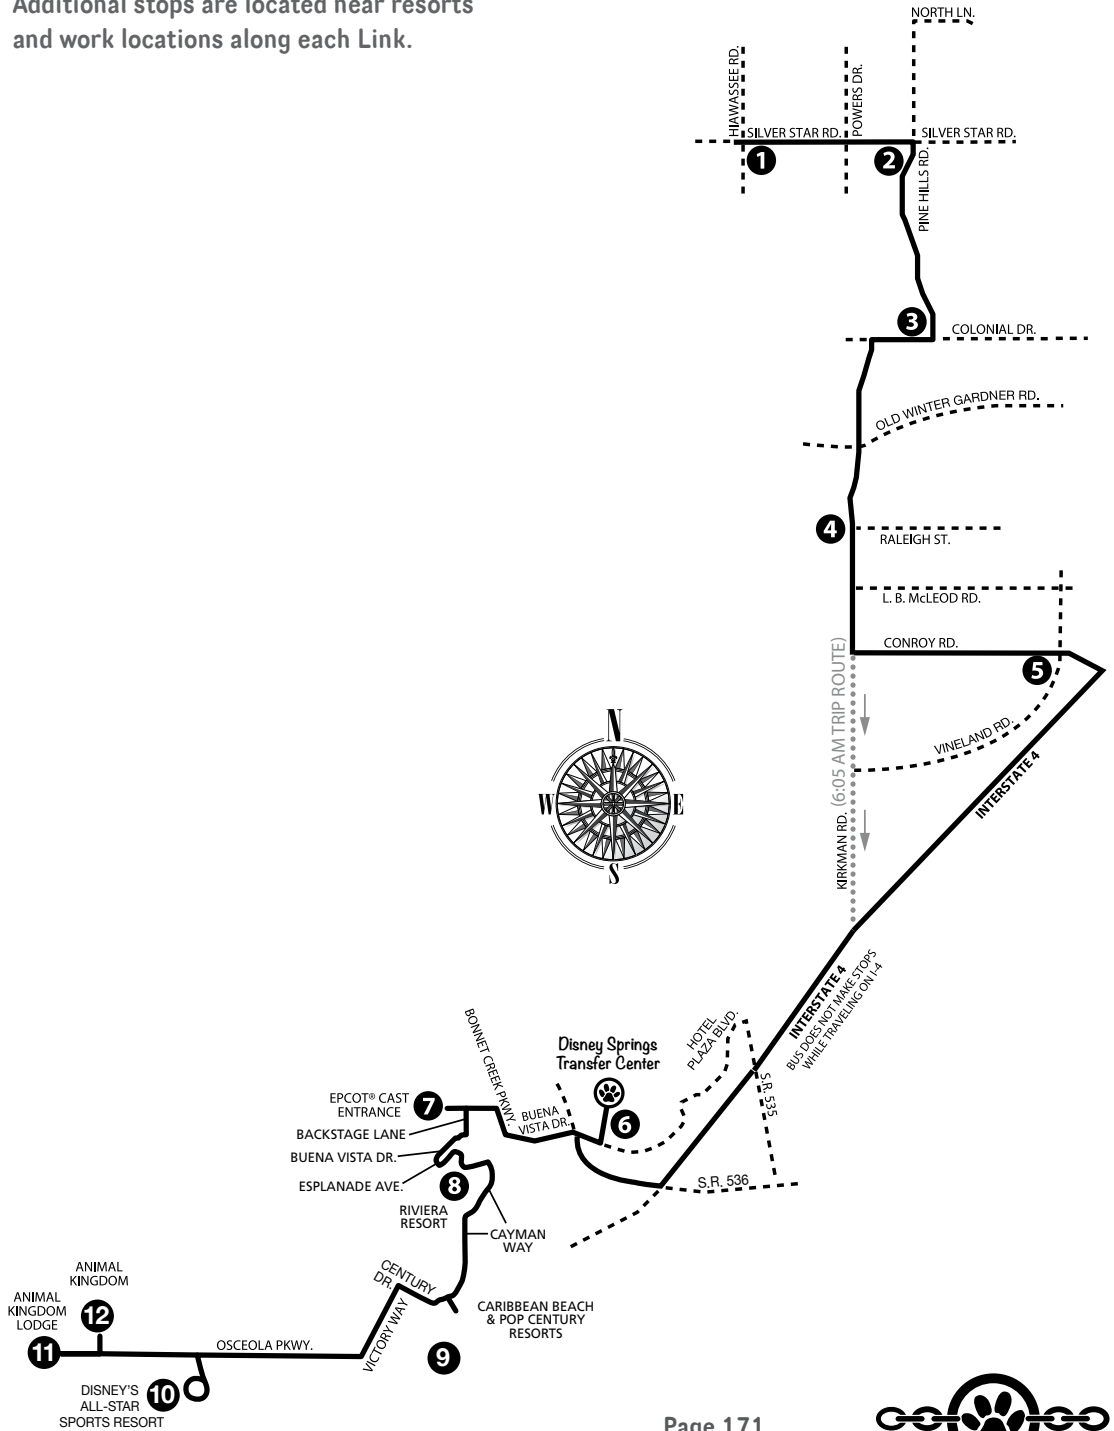 Additional stops are located near resorts
and work locations along each Link.
NORTH LN.
HIAWASSEE RD.
POWERS DR.
SILVER STAR RD.
SILVER STAR RD.
1
2
PINE HILLS RD.
3
COLONIAL DR.
OLD WINTER GARDNER RD.
4
RALEIGH ST.
L. B. McLEOD RD.
CONROY RD.
5
KIRKMAN RD. (6:05 AM TRIP ROUTE)
VINELAND RD.
INTERSTATE 4
N
W
E
S
INTERSTATE 4
BUS DOES NOT MAKE STOPS
WHILE TRAVELING ON I-4
HOTEL
PLAZA BLVD.
S.R. 535
Disney Springs
Transfer Center
BONNET CREEK PKWY.
EPCOT® CAST
ENTRANCE
7
BUENA
VISTA DR.
6
BACKSTAGE LANE
BUENA VISTA DR.
ESPLANADE AVE.
8
S.R. 536
RIVIERA
RESORT
CAYMAN
WAY
CENTURY
DR.
ANIMAL
KINGDOM
12
ANIMAL
KINGDOM
LODGE
11
CARIBBEAN BEACH
& POP CENTURY
RESORTS
OSCEOLA PKWY.
VICTORY WAY
9
DISNEY'S
ALL-STAR
SPORTS RESORT
10
Page 171